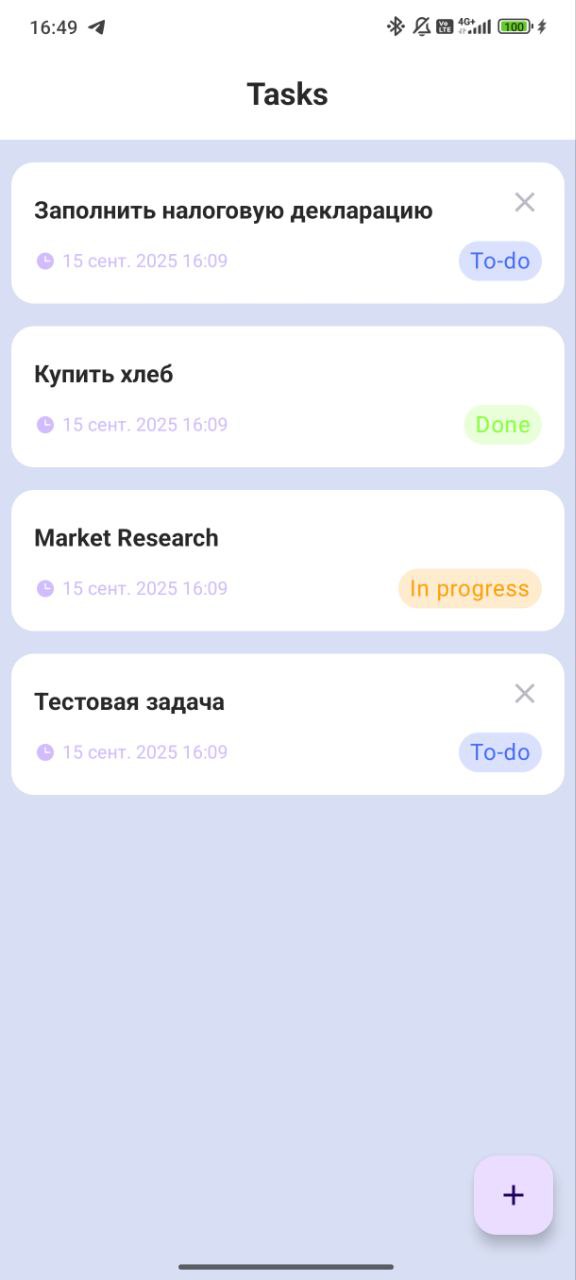 16:49
Vo LTE 4G+ 100
Tasks
Заполнить налоговую декларацию
15 сент. 2025 16:09
To-do
Купить хлеб
15 сент. 2025 16:09
Done
Market Research
15 сент. 2025 16:09
In progress
Тестовая задача
15 сент. 2025 16:09
To-do